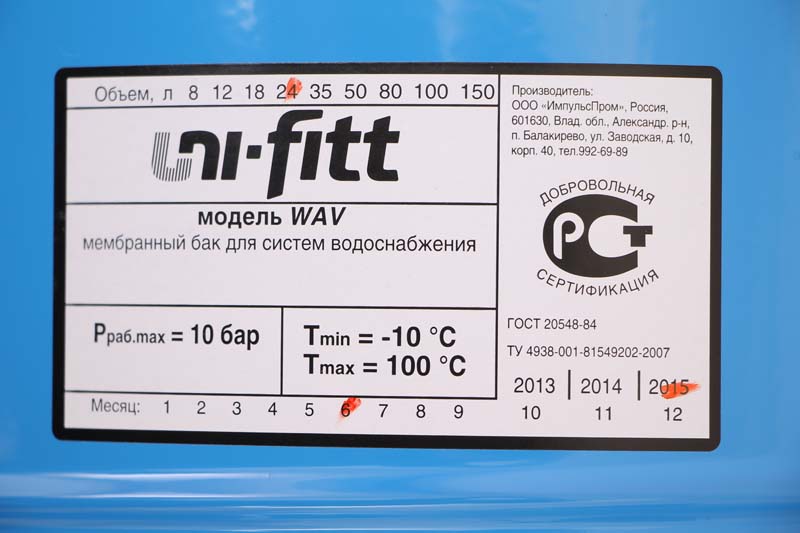 Объем, л 8 12 18 24 35 50 80 100 150
uni-fitt
модель WAV
мембранный бак для систем водоснабжения
Pраб.max = 10 бар
Tmin = -10 °C
Tmax = 100 °C
Месяц: 1 2 3 4 5 6 7 8 9
Производитель:
ООО «ИмпульсПром», Россия,
601630, Влад. обл., Александр. р-н,
п. Балакирево, ул. Заводская, д. 10,
корп. 40, тел.992-69-89
ДОБРОВОЛЬНАЯ
РСТ
СЕРТИФИКАЦИЯ
ГОСТ 20548-84
ТУ 4938-001-81549202-2007
2013 | 2014 | 2015
10 11 12